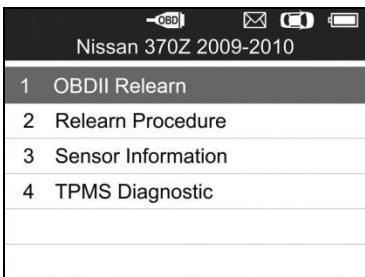 OBD
Nissan 370Z 2009-2010
1 OBDII Relearn
2 Relearn Procedure
3 Sensor Information
4 TPMS Diagnostic